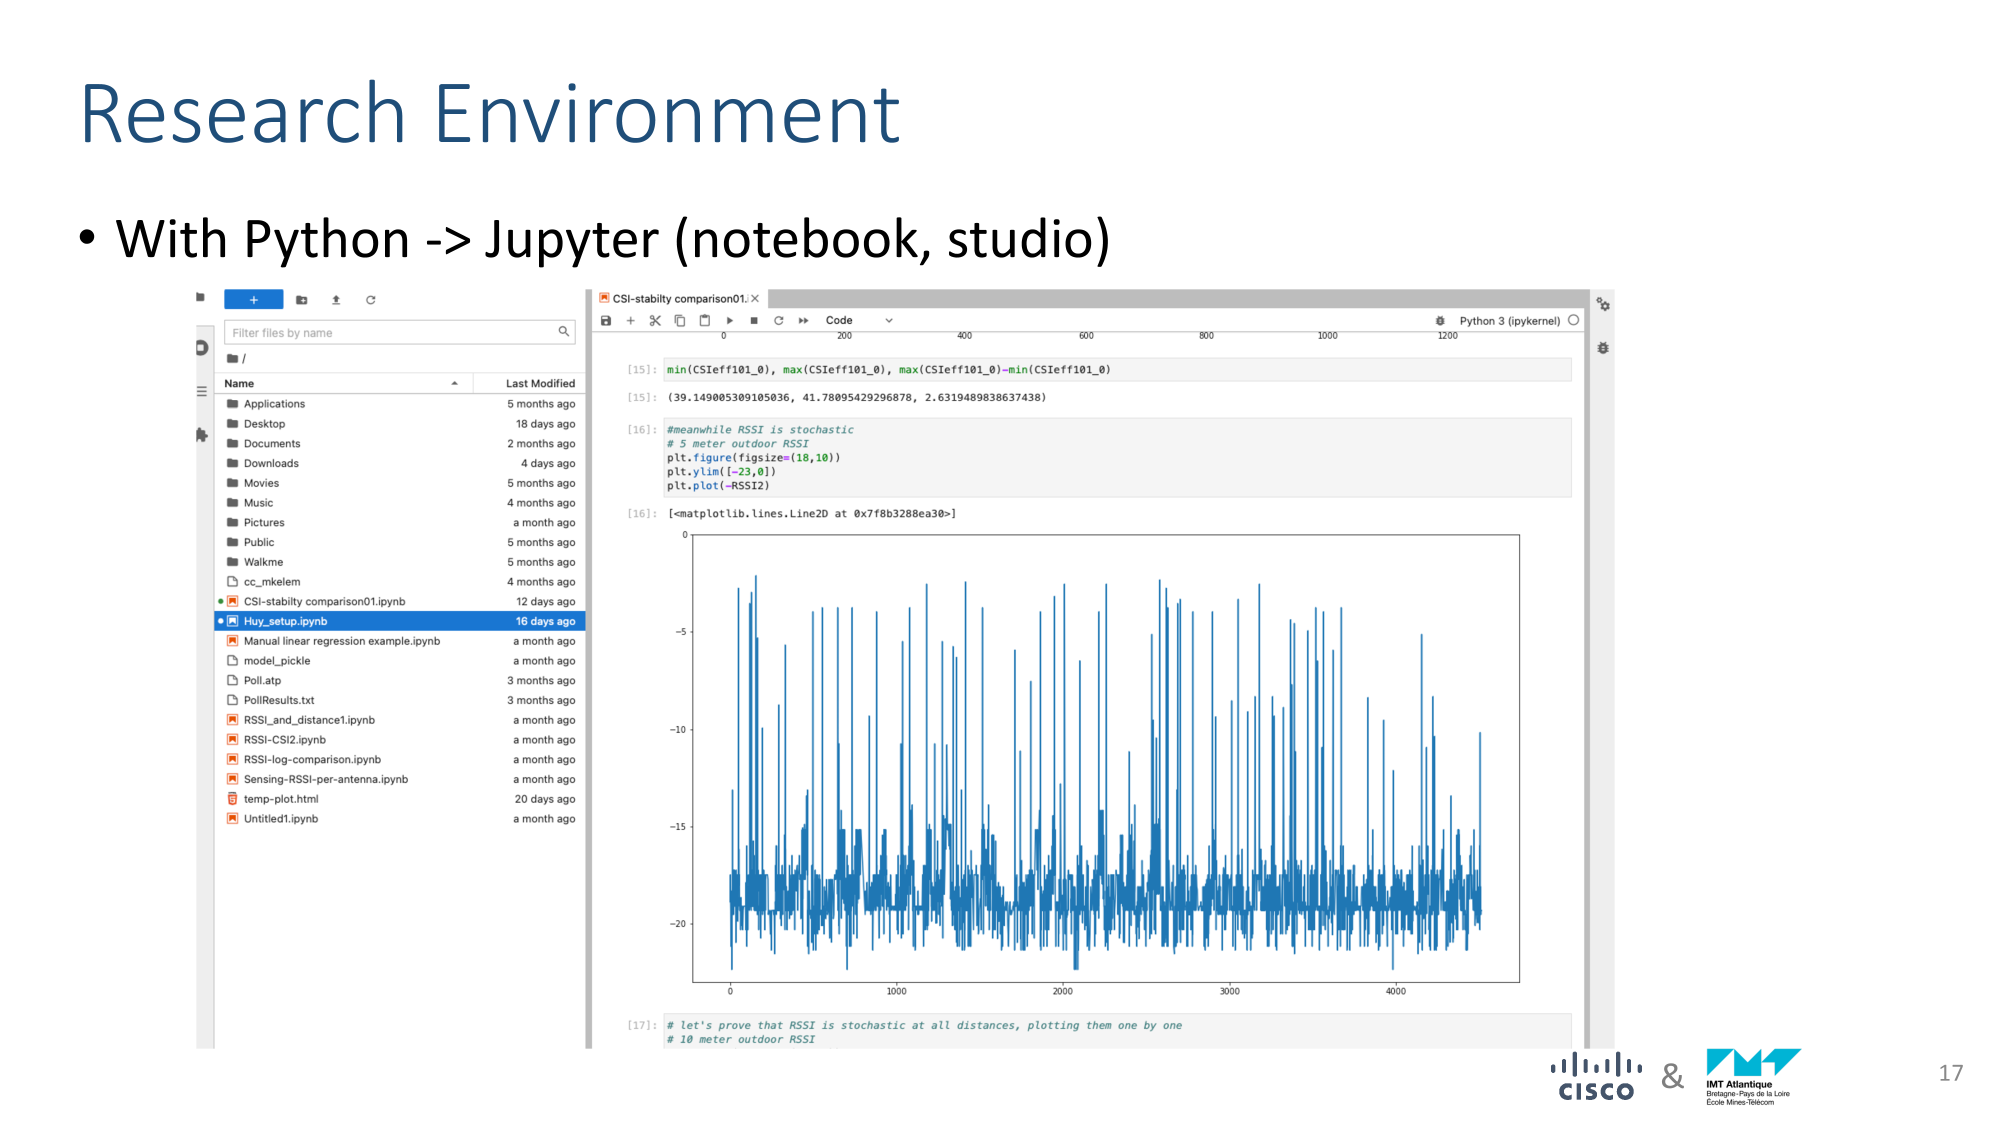 Research Environment
• With Python -> Jupyter (notebook, studio)
+
Filter files by name
/
Name Last Modified
Applications 5 months ago
Desktop 18 days ago
Documents 2 months ago
Downloads 4 days ago
Movies 5 months ago
Music 4 months ago
Pictures a month ago
Public 5 months ago
Walkme 5 months ago
cc_mkelem 4 months ago
CSI-stabilty comparison01.ipynb 12 days ago
Huy_setup.ipynb 16 days ago
Manual linear regression example.ipynb a month ago
model_pickle a month ago
Poll.atp 3 months ago
PollResults.txt 3 months ago
RSSI_and_distance1.ipynb a month ago
RSSI-CSI2.ipynb a month ago
RSSI-log-comparison.ipynb a month ago
Sensing-RSSI-per-antenna.ipynb a month ago
temp-plot.html 20 days ago
Untitled1.ipynb a month ago
CSI-stabilty comparison01.
Code Python 3 (ipykernel)
0 200 400 600 800 1000 1200
[15]: min(CSIeff101_0), max(CSIeff101_0), max(CSIeff101_0)-min(CSIeff101_0)
[15]: (39.149005309105036, 41.78095429296878, 2.6319489838637438)
[16]: #meanwhile RSSI is stochastic
# 5 meter outdoor RSSI
plt.figure(figsize=(18,10))
plt.ylim([-23,0])
plt.plot(-RSSI2)
[16]: [<matplotlib.lines.Line2D at 0x7f8b3288ea30>]
0
−5
−10
−15
−20
0 1000 2000 3000 4000
[17]: # let's prove that RSSI is stochastic at all distances, plotting them one by one
# 10 meter outdoor RSSI
CISCO & IMT Atlantique
Bretagne-Pays de la Loire
École Mines-Télécom
17